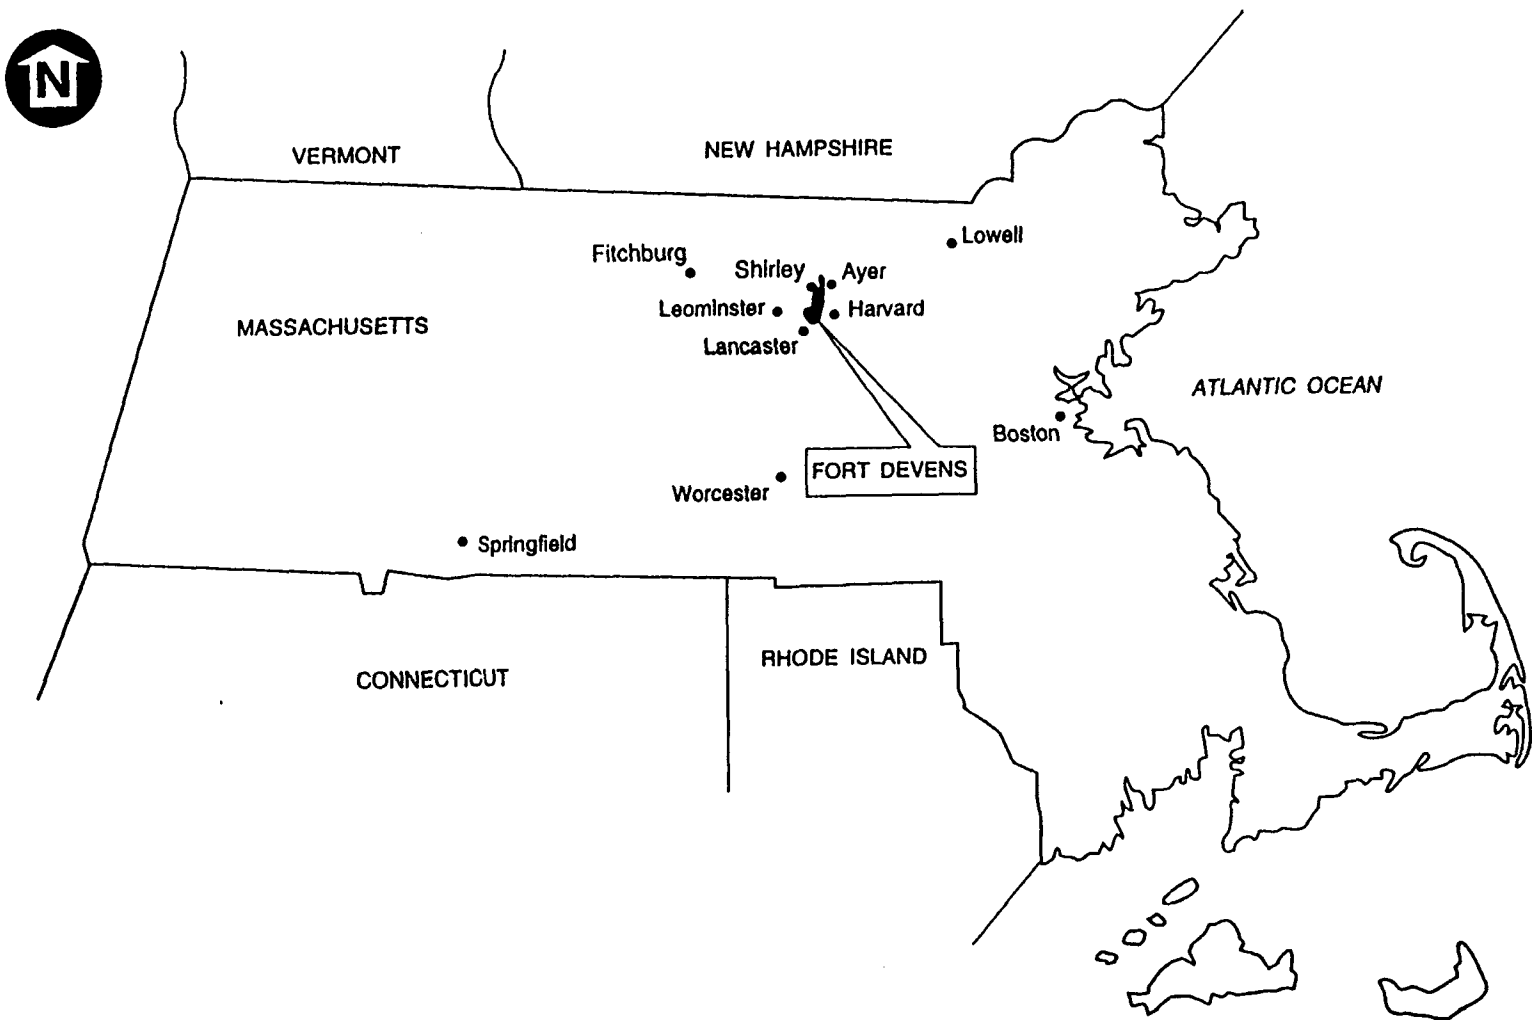 N
VERMONT
NEW HAMPSHIRE
Lowell
Fitchburg
Shirley
Ayer
Leominster
Harvard
MASSACHUSETTS
Lancaster
ATLANTIC OCEAN
Boston
FORT DEVENS
Worcester
Springfield
RHODE ISLAND
CONNECTICUT